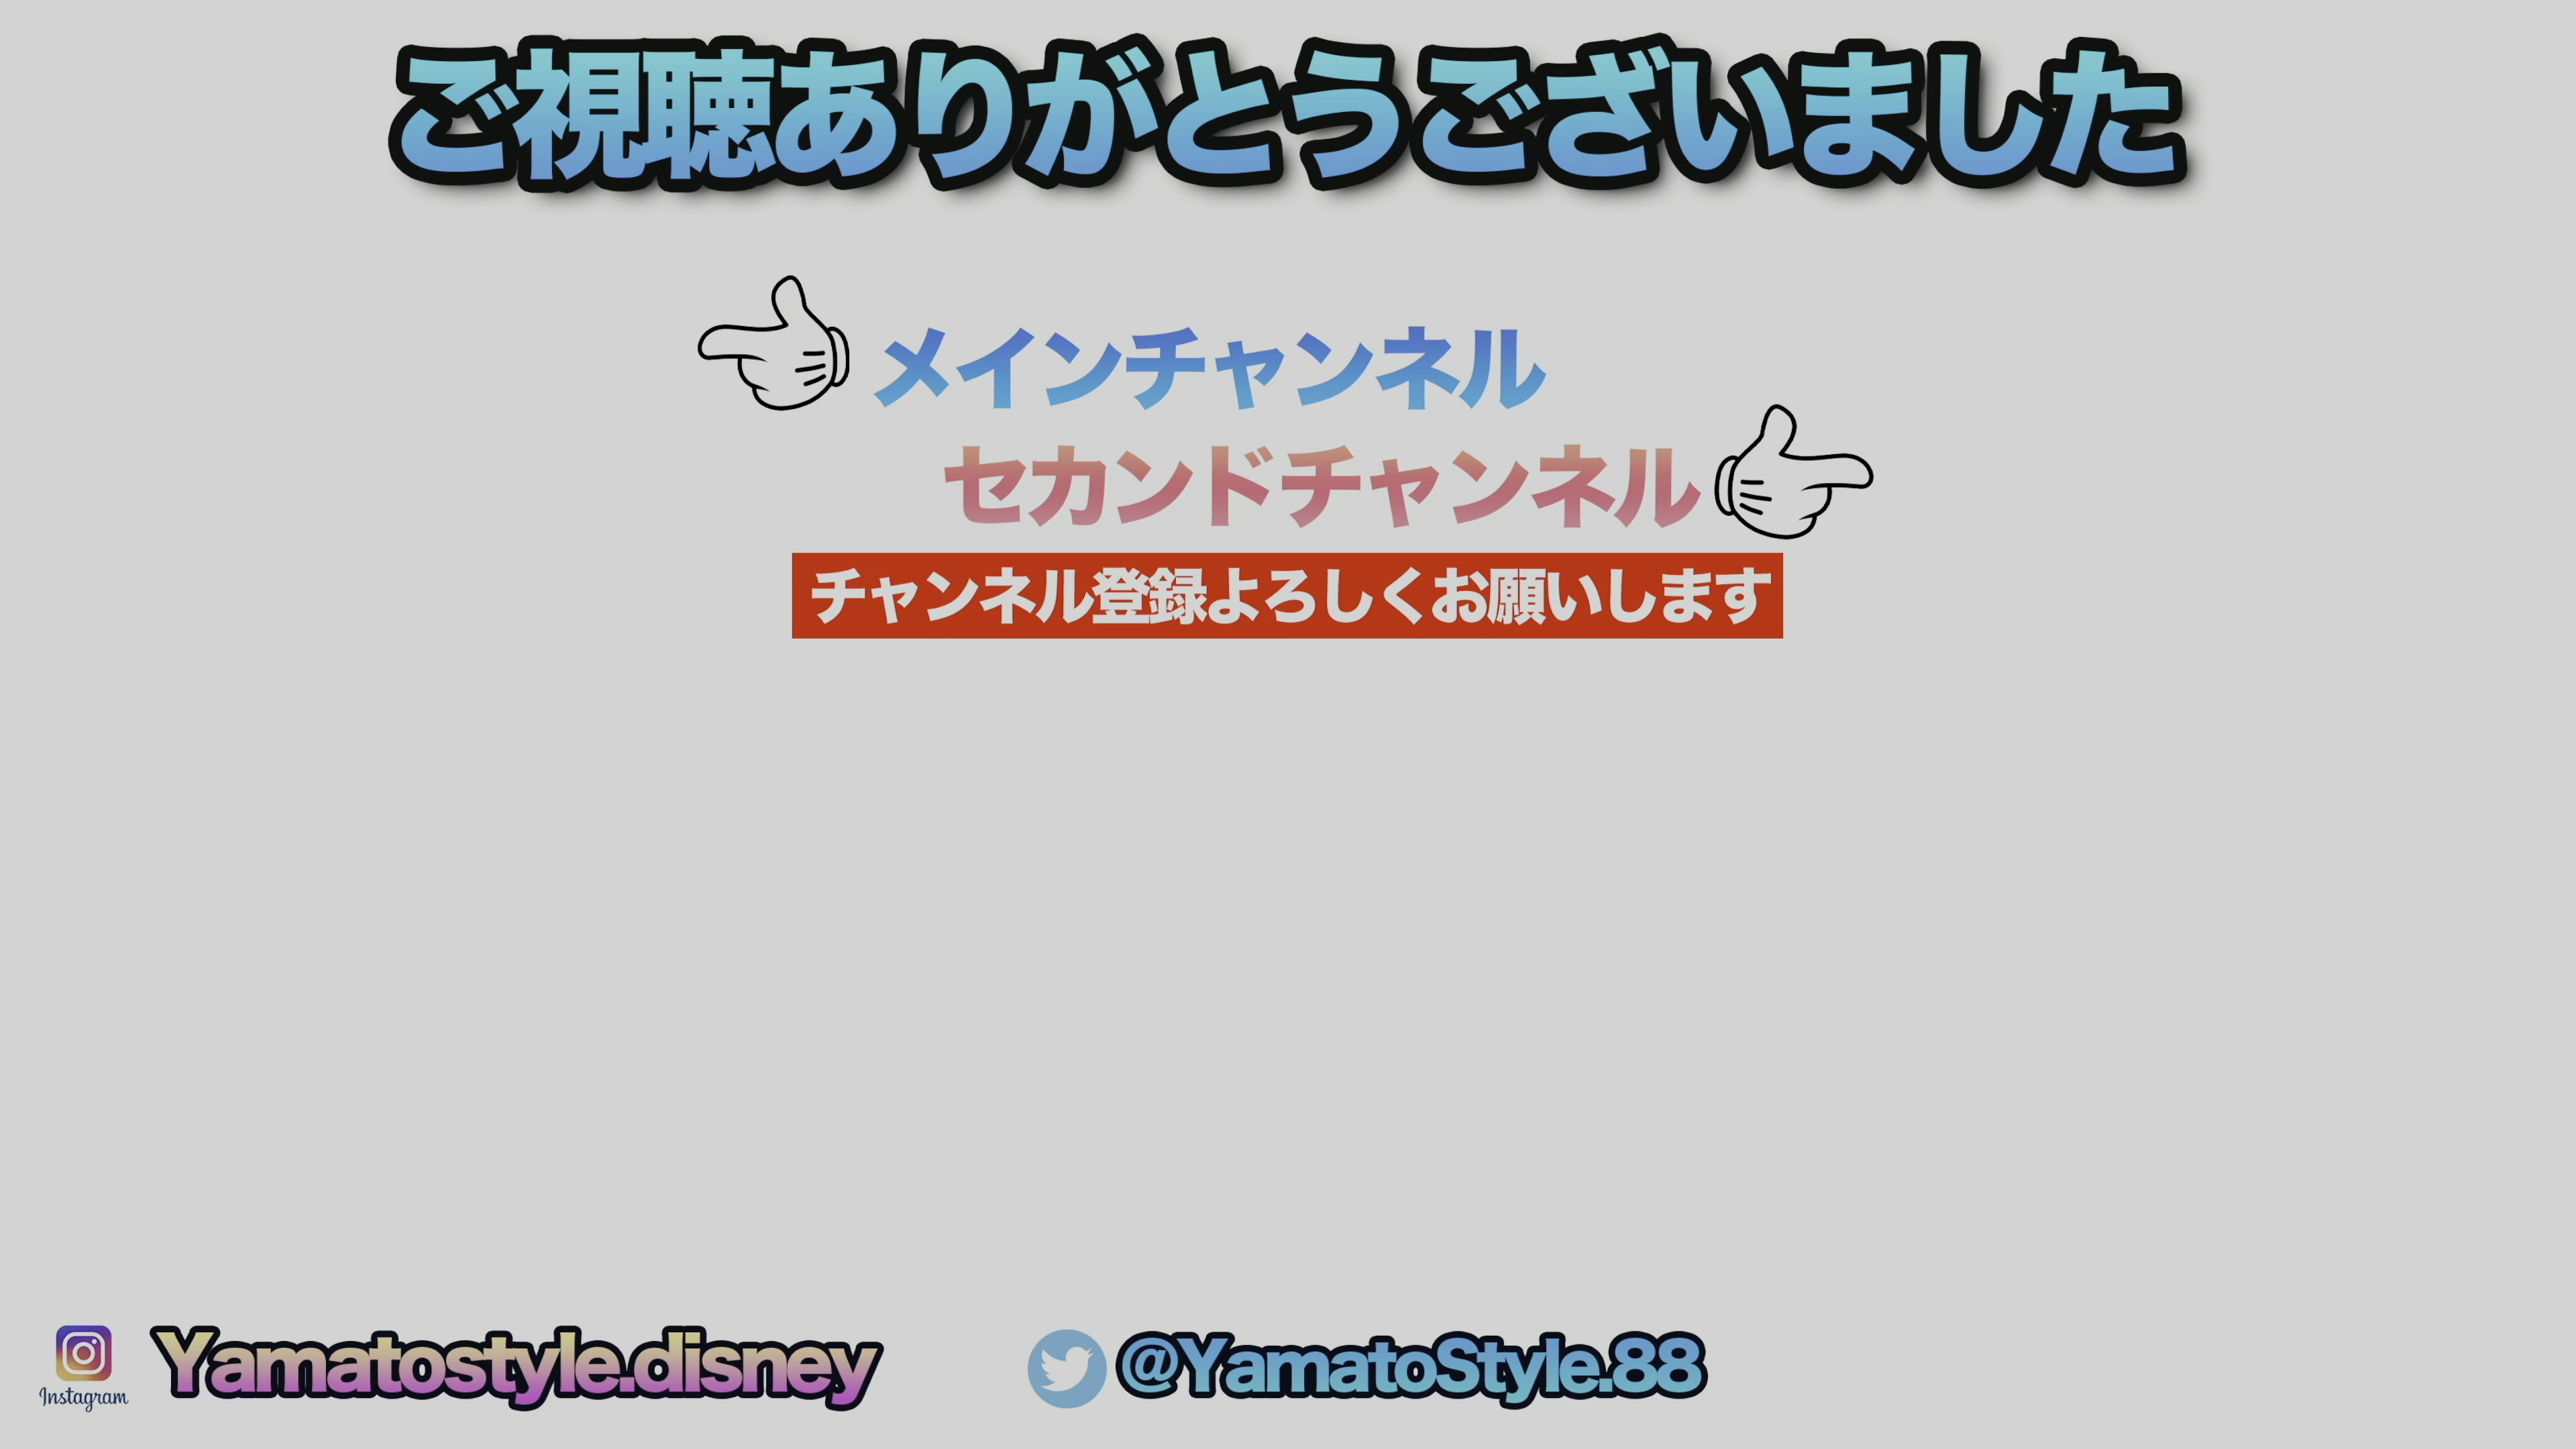 ご視聴ありがとうございました
メインチャンネル
セカンドチャンネル
チャンネル登録よろしくお願いします
Instagram
Yamatostyle.disney
@YamatoStyle.88